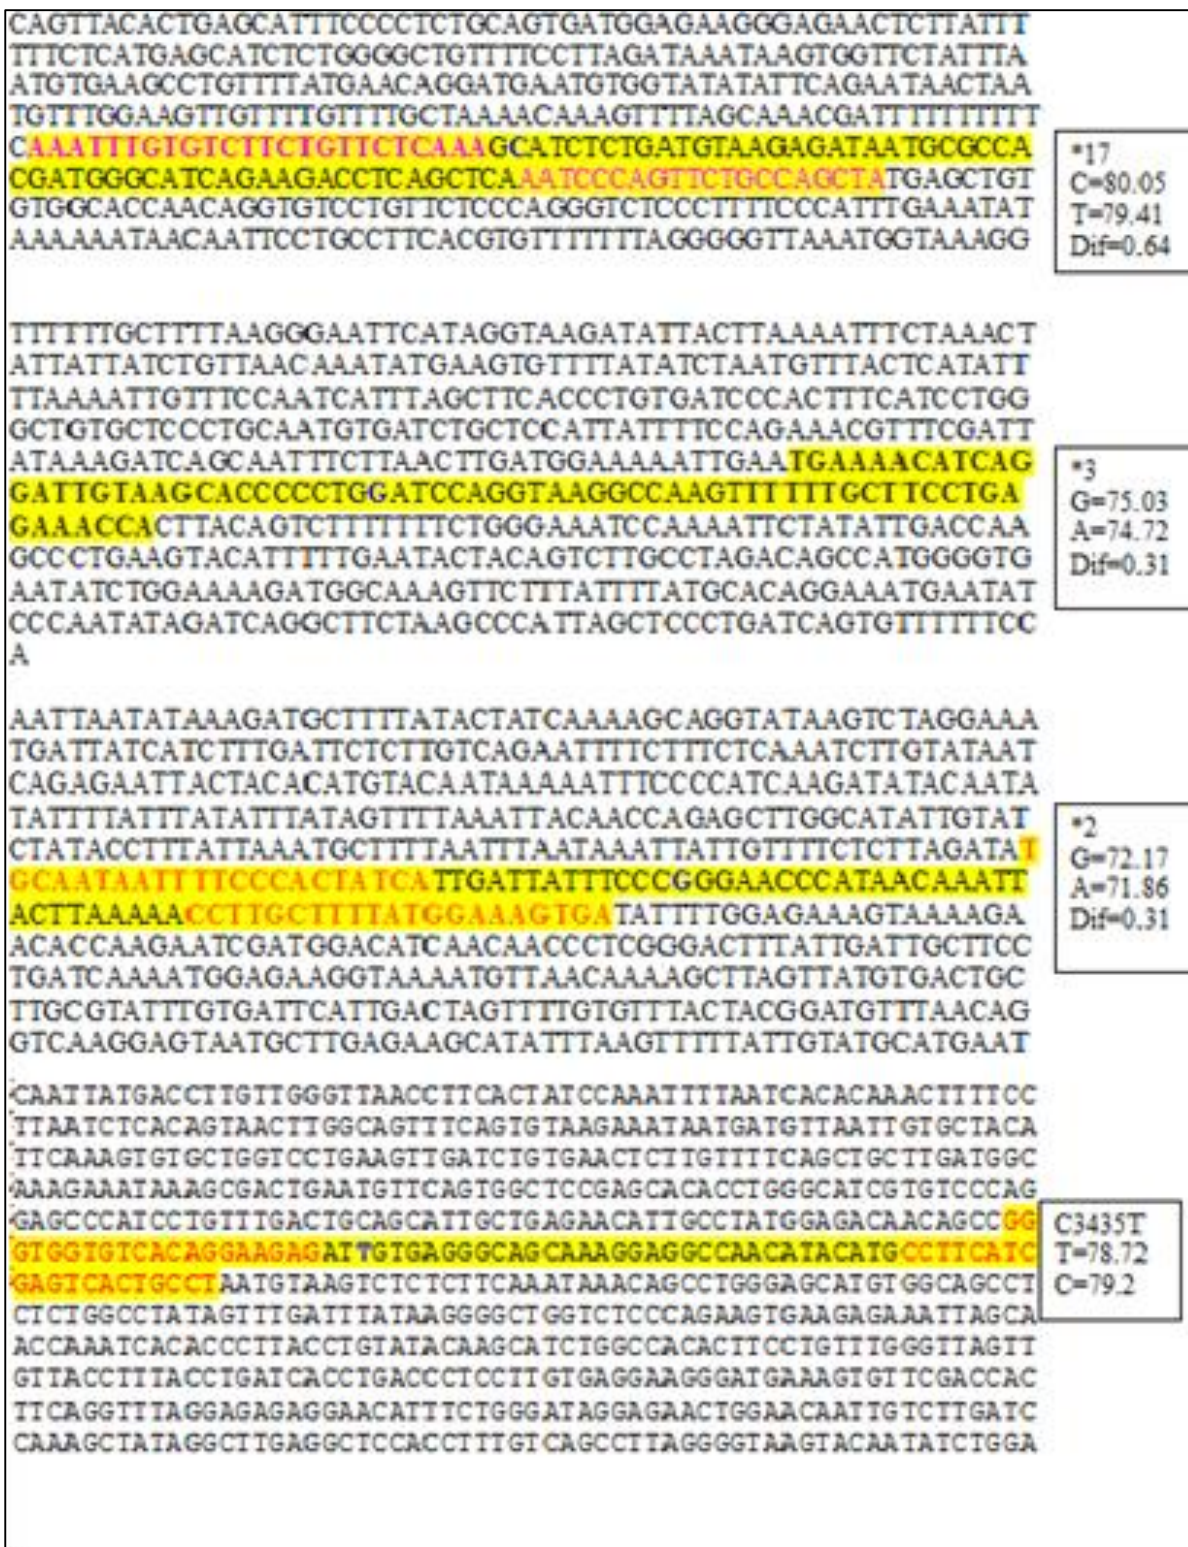 CAGTTACACTGAGCATTTCCCCTCTGCAGTGATGGAGAAGGGAGAACTCTTATTT
TTTCTCATGAGCATCTCTGGGGCTGTTTTCCTTAGATAAATAAGTGGTTCTATTTA
ATGTGAAGCCTGTTTTATGAACAGGATGAATGTGGTATATATTCAGAATAACTAA
TGTTTGGAAGTTGTTTTGTTTTGCTAAAACAAAGTTTTAGCAAACGATTTTTTTTTT
CAAATTTGTGTCTTCTGTTCTCAAAGCATCTCTGATGTAAGAGATAATGCGCCA
CGATGGGCATCAGAAGACCTCAGCTCAAATCCCAGTTCTGCCAGCTATGAGCTGT
GTGGCACCAACAGGTGTCCTGTTCTCCCAGGGTCTCCCTTTTCCCATTTGAAATAT
AAAAAATAACAATTCCTGCCTTCACGTGTTTTTTTAGGGGGTTAAATGGTAAAGG
*17
C=80.05
T=79.41
Dif=0.64
TTTTTTGCTTTTAAGGGAATTCATAGGTAAGATATTACTTAAAATTTCTAAACT
ATTATTATCTGTTAACAAATATGAAGTGTTTTATATCTAATGTTTACTCATATT
TTAAAATTGTTTCCAATCATTTAGCTTCACCCTGTGATCCCACTTTCATCCTGG
GCTGTGCTCCCTGCAATGTGATCTGCTCCATTATTTTCCAGAAACGTTTCGATT
ATAAAGATCAGCAATTTCTTAACTTGATGGAAAAATTGAATGAAAACATCAG
GATTGTAAGCACCCCCTGGATCCAGGTAAGGCCAAGTTTTTTGCTTCCTGA
GAAACCACTTACAGTCTTTTTTTCTGGGAAATCCAAAATTCTATATTGACCAA
GCCCTGAAGTACATTTTTGAATACTACAGTCTTGCCTAGACAGCCATGGGGTG
AATATCTGGAAAAGATGGCAAAGTTCTTTATTTTATGCACAGGAAATGAATAT
CCCAATATAGATCAGGCTTCTAAGCCCATTAGCTCCCTGATCAGTGTTTTTTCC
A
*3
G=75.03
A=74.72
Dif=0.31
AATTAATATAAAGATGCTTTTATACTATCAAAAGCAGGTATAAGTCTAGGAAA
TGATTATCATCTTTGATTCTCTTGTCAGAATTTTCTTTCTCAAATCTTGTATAAT
CAGAGAATTACTACACATGTACAATAAAAATTTCCCCATCAAGATATACAATA
TATTTTATTTATATTTATAGTTTTAAATTACAACCAGAGCTTGGCATATTGTAT
CTATACCTTTATTAAATGCTTTTAATTTAATAAATTATTGTTTTCTCTTAGATAT
GCAATAATTTTCCCACTATCATTGATTATTTCCCGGGAACCCATAACAAATT
ACTTAAAAACCTTGCTTTTATGGAAAGTGATATTTTGGAGAAAGTAAAAGA
ACACCAAGAATCGATGGACATCAACAACCCTCGGGACTTTATTGATTGCTTCC
TGATCAAAATGGAGAAGGTAAAATGTTAACAAAAGCTTAGTTATGTGACTGC
TTGCGTATTTGTGATTCATTGACTAGTTTTGTGTTTACTACGGATGTTTAACAG
GTCAAGGAGTAATGCTTGAGAAGCATATTTAAGTTTTTATTGTATGCATGAAT
*2
G=72.17
A=71.86
Dif=0.31
CAATTATGACCTTGTTGGGTTAACCTTCACTATCCAAATTTTAATCACACAAACTTTTCC
TTAATCTCACAGTAACTTGGCAGTTTCAGTGTAAGAAATAATGATGTTAATTGTGCTACA
TTCAAAGTGTGCTGGTCCTGAAGTTGATCTGTGAACTCTTGTTTTCAGCTGCTTGATGGC
AAAGAAATAAAGCGACTGAATGTTCAGTGGCTCCGAGCACACCTGGGCATCGTGTCCCAG
GAGCCCATCCTGTTTGACTGCAGCATTGCTGAGAACATTGCCTATGGAGACAACAGCCGG
GTGGTGTCACAGGAAGAGATTGTGAGGGCAGCAAAGGAGGCCAACATACATGCCTTCATC
GAGTCACTGCCTAATGTAAGTCTCTCTTCAAATAAACAGCCTGGGAGCATGTGGCAGCCT
CTCTGGCCTATAGTTTGATTTATAAGGGGCTGGTCTCCCAGAAGTGAAGAGAAATTAGCA
ACCAAATCACACCCTTACCTGTATACAAGCATCTGGCCACACTTCCTGTTTGGGTTAGTT
GTTACCTTTACCTGATCACCTGACCCTCCTTGTGAGGAAGGGATGAAAGTGTTCGACCAC
TTCAGGTTTAGGAGAGAGGAACATTTCTGGGATAGGAGAACTGGAACAATTGTCTTGATC
CAAAGCTATAGGCTTGAGGCTCCACCTTTGTCAGCCTTAGGGGTAAGTACAATATCTGGA
C3435T
T=78.72
C=79.2